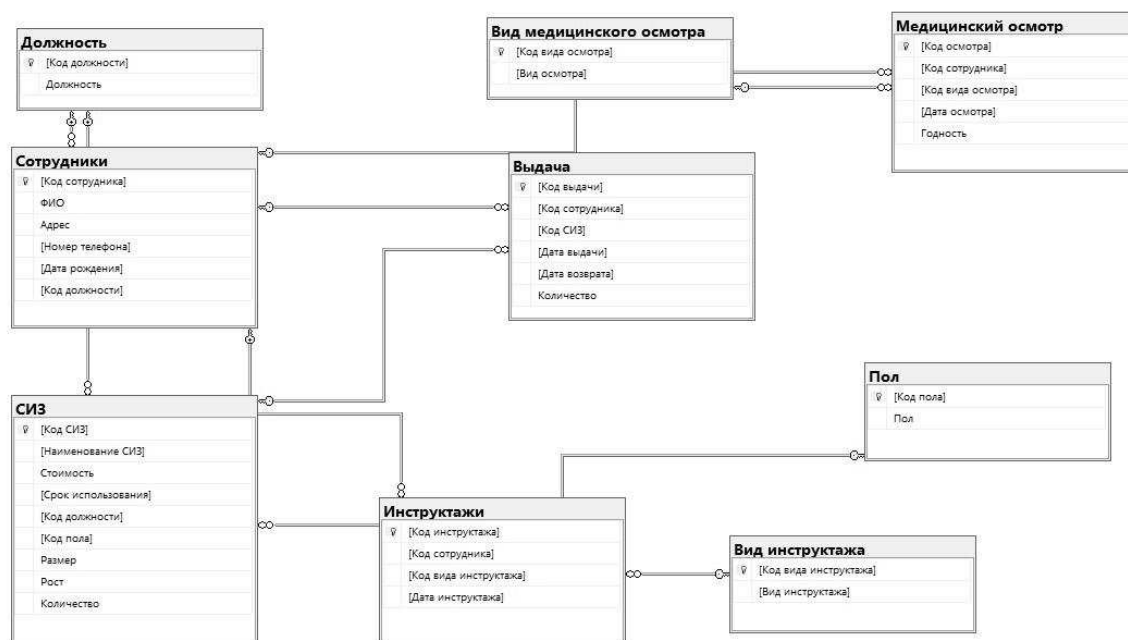 Должность
[Код должности]
Должность
Вид медицинского осмотра
[Код вида осмотра]
[Вид осмотра]
Медицинский осмотр
[Код осмотра]
[Код сотрудника]
[Код вида осмотра]
[Дата осмотра]
Годность
Сотрудники
[Код сотрудника]
ФИО
Адрес
[Номер телефона]
[Дата рождения]
[Код должности]
Выдача
[Код выдачи]
[Код сотрудника]
[Код СИЗ]
[Дата выдачи]
[Дата возврата]
Количество
СИЗ
[Код СИЗ]
[Наименование СИЗ]
Стоимость
[Срок использования]
[Код должности]
[Код пола]
Размер
Рост
Количество
Пол
[Код пола]
Пол
Инструктажи
[Код инструктажа]
[Код сотрудника]
[Код вида инструктажа]
[Дата инструктажа]
Вид инструктажа
[Код вида инструктажа]
[Вид инструктажа]